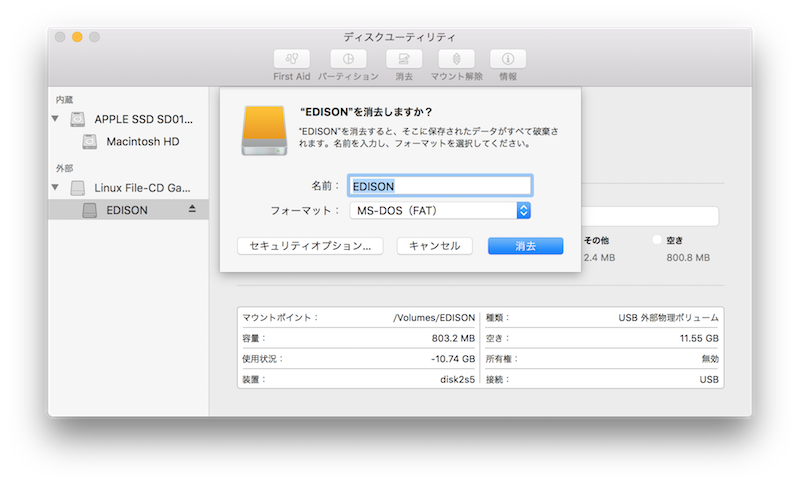 ディスクユーティリティ
First Aid パーティション 消去 マウント解除 情報
内蔵
APPLE SSD SD01...
Macintosh HD
外部
Linux File-CD Ga...
EDISON
“EDISON”を消去しますか？
“EDISON”を消去すると、そこに保存されたデータがすべて破棄さ
れます。名前を入力し、フォーマットを選択してください。
名前： EDISON
フォーマット： MS-DOS（FAT）
セキュリティオプション... キャンセル 消去
その他 空き
2.4 MB 800.8 MB
マウントポイント： /Volumes/EDISON 種類： USB 外部物理ボリューム
容量： 803.2 MB 空き： 11.55 GB
使用状況： -10.74 GB 所有権： 無効
装置： disk2s5 接続： USB